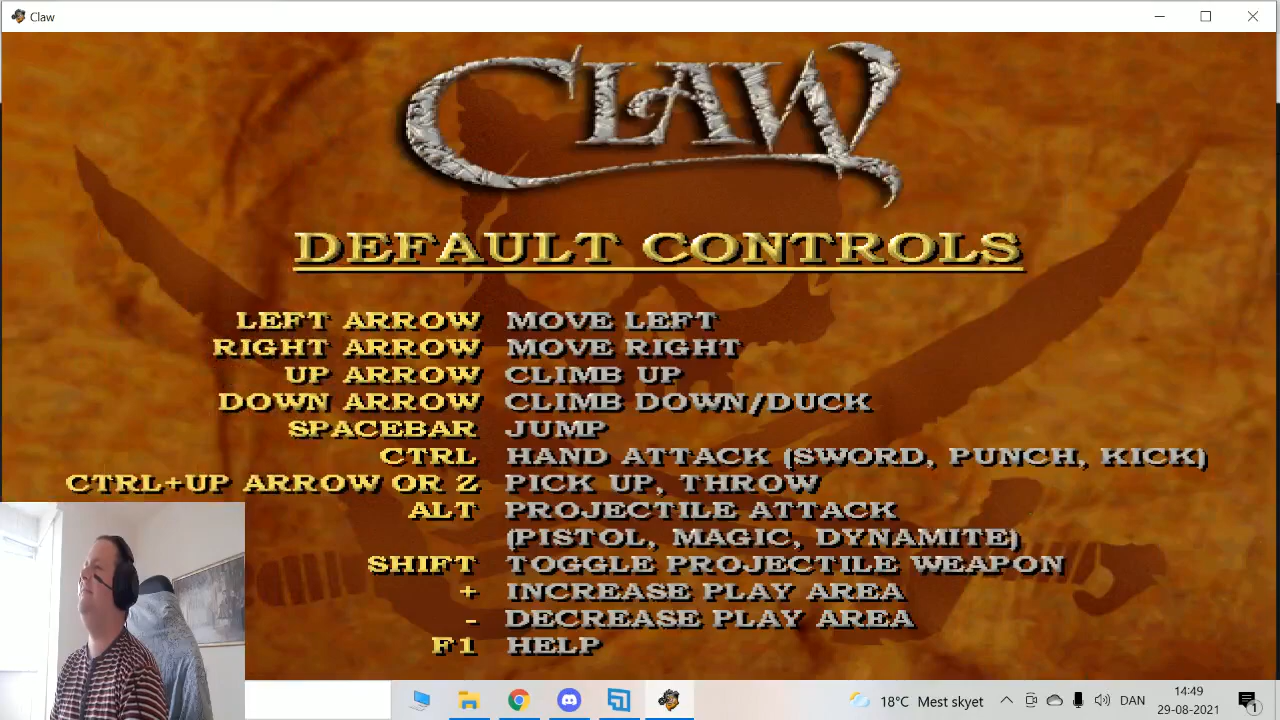 Claw
CLAW
DEFAULT CONTROLS
LEFT ARROW MOVE LEFT
RIGHT ARROW MOVE RIGHT
UP ARROW CLIMB UP
DOWN ARROW CLIMB DOWN/DUCK
SPACEBAR JUMP
CTRL HAND ATTACK (SWORD, PUNCH, KICK)
CTRL+UP ARROW OR Z PICK UP, THROW
ALT PROJECTILE ATTACK
(PISTOL, MAGIC, DYNAMITE)
SHIFT TOGGLE PROJECTILE WEAPON
+ INCREASE PLAY AREA
- DECREASE PLAY AREA
F1 HELP
18°C Mest skyet DAN 14:49
29-08-2021 1